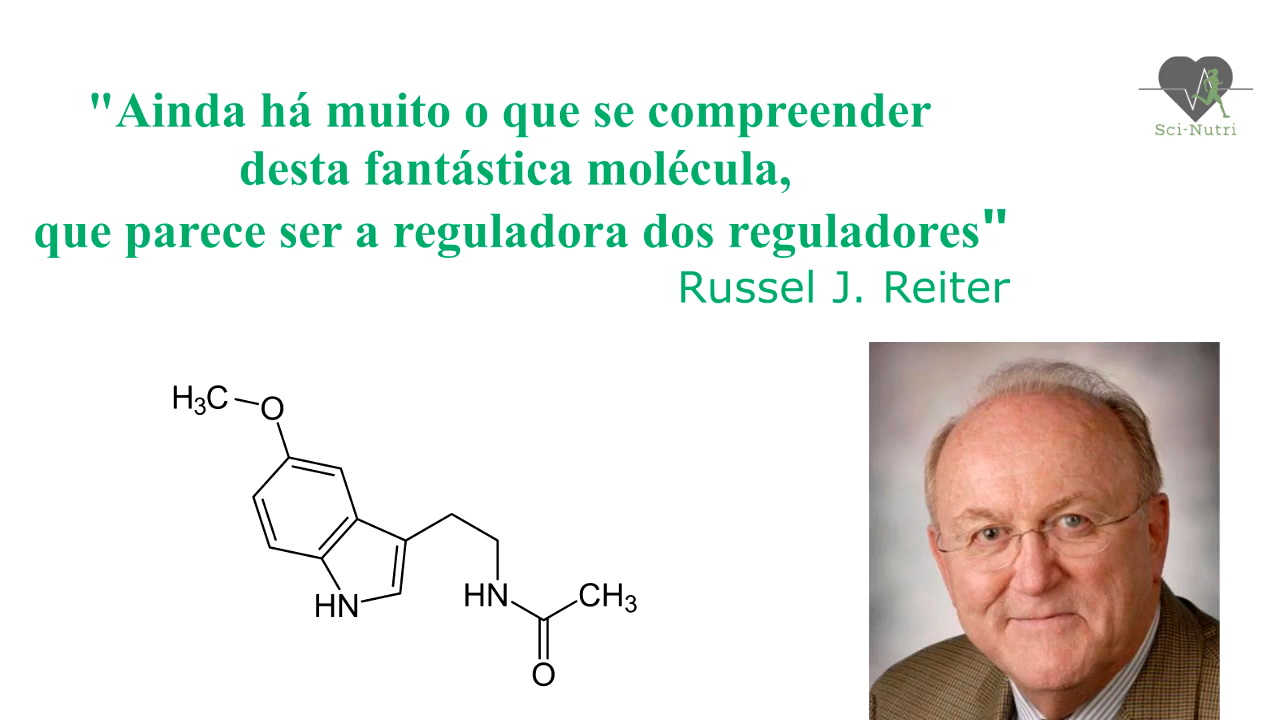 "Ainda há muito o que se compreender
desta fantástica molécula,
que parece ser a reguladora dos reguladores"
Russel J. Reiter
Sci-Nutri
H₃C
O
HN
HN
CH₃
O